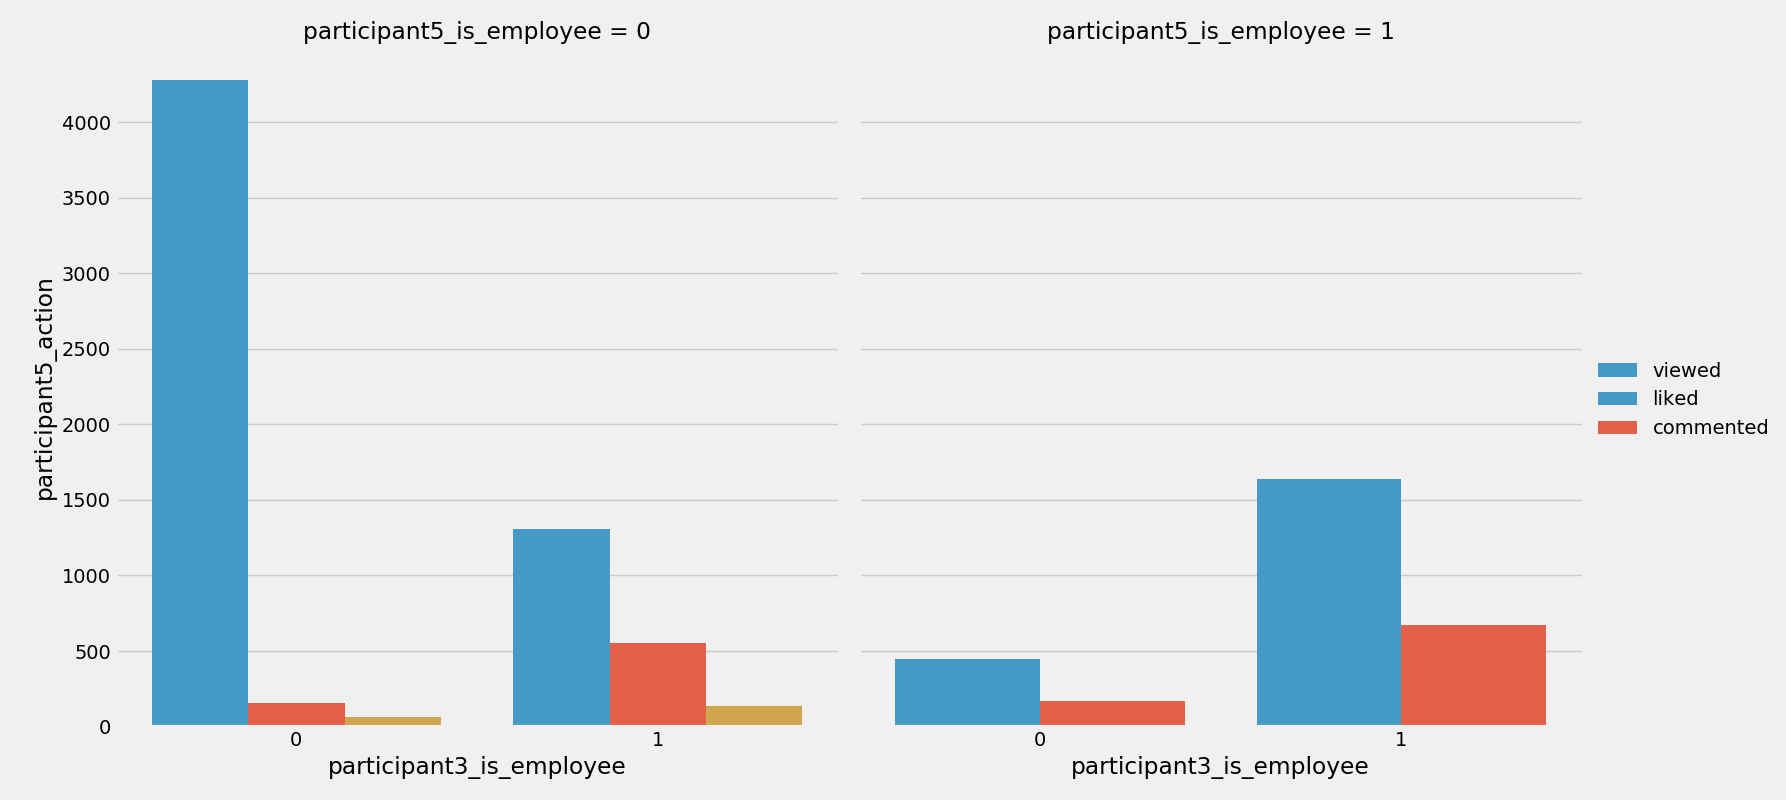 participant5_is_employee = 0
participant5_is_employee = 1
participant5_action
4000
3500
3000
2500
2000
1500
1000
500
0
0
1
0
1
participant3_is_employee
participant3_is_employee
viewed
liked
commented